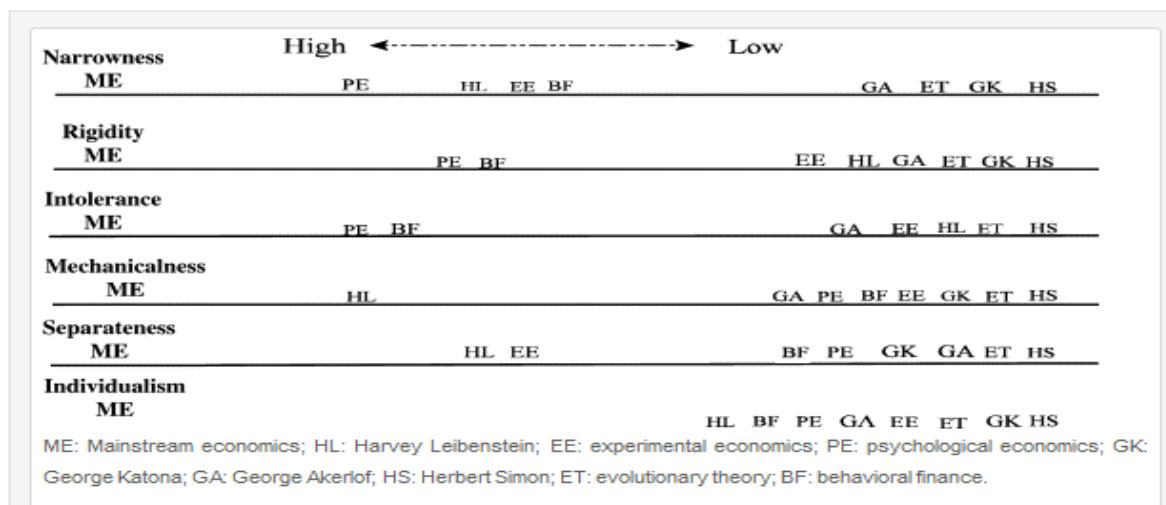 High Low
Narrowness
ME PE HL EE BF GA ET GK HS
Rigidity
ME PE BF EE HL GA ET GK HS
Intolerance
ME PE BF GA EE HL ET HS
Mechanicalness
ME HL GA PE BF EE GK ET HS
Separateness
ME HL EE BF PE GK GA ET HS
Individualism
ME HL BF PE GA EE ET GK HS
ME: Mainstream economics; HL: Harvey Leibenstein; EE: experimental economics; PE: psychological economics; GK:
George Katona; GA: George Akerlof; HS: Herbert Simon; ET: evolutionary theory; BF: behavioral finance.